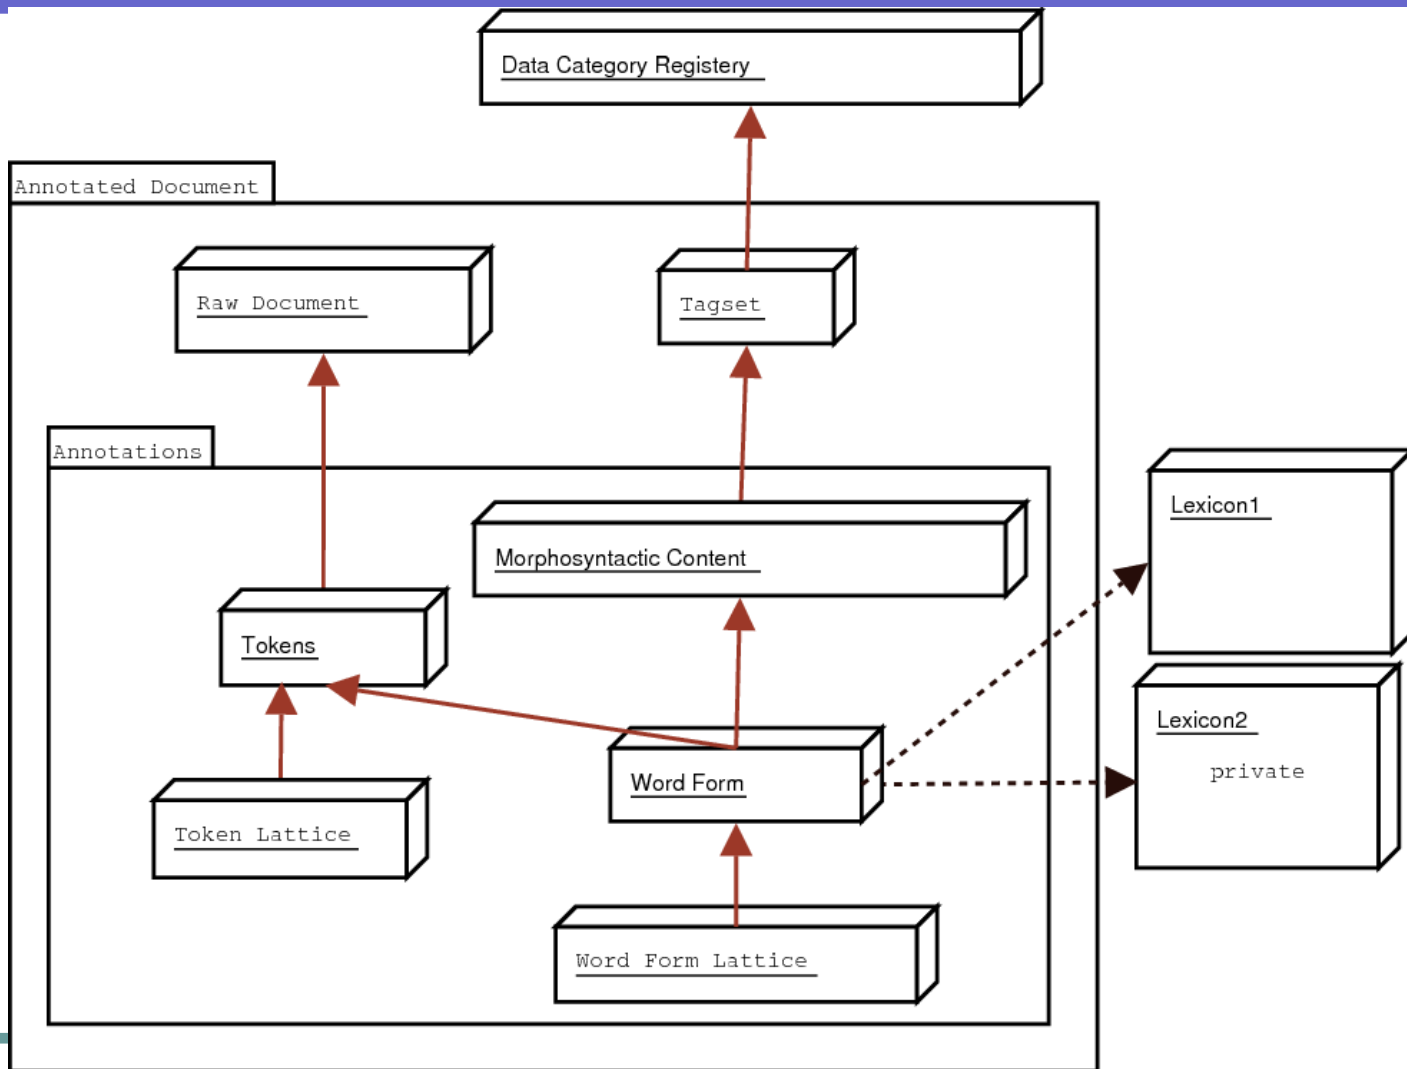 Data Category Registery
Annotated Document
Raw Document
Tagset
Annotations
Lexicon1
Morphosyntactic Content
Tokens
Lexicon2
private
Word Form
Token Lattice
Word Form Lattice